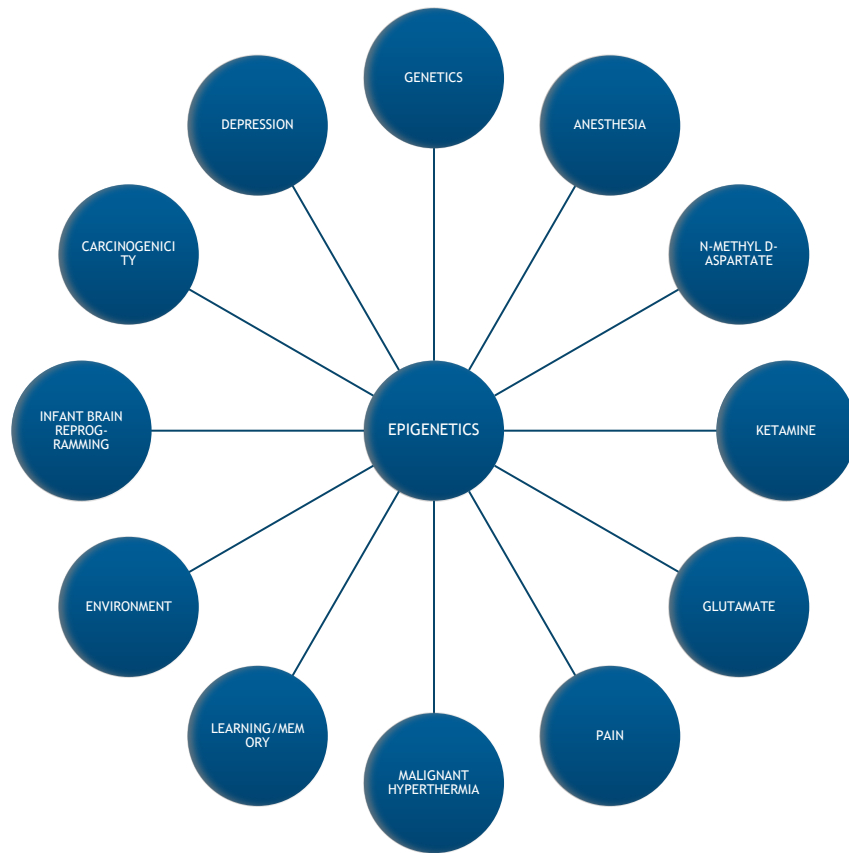 GENETICS
DEPRESSION
ANESTHESIA
CARCINOGENICI
TY
N-METHYL D-
ASPARTATE
INFANT BRAIN
REPROG-
RAMMING
EPIGENETICS
KETAMINE
ENVIRONMENT
GLUTAMATE
LEARNING/MEM
ORY
PAIN
MALIGNANT
HYPERTHERMIA